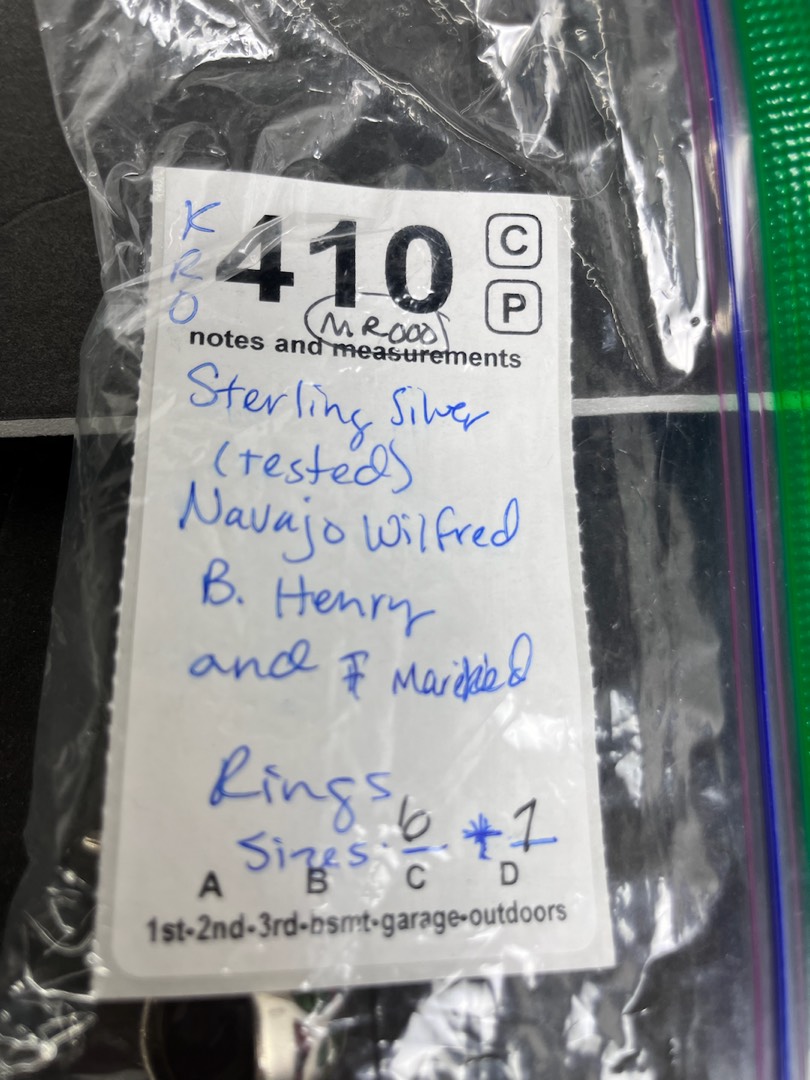 K
R
O
410
C
P
MR000
notes and measurements
Sterling Silver
(tested)
Navajo Wilfred
B. Henry
and F Marked
Rings
Sizes: 6 + 7
A B C D
1st-2nd-3rd-bsmt-garage-outdoors